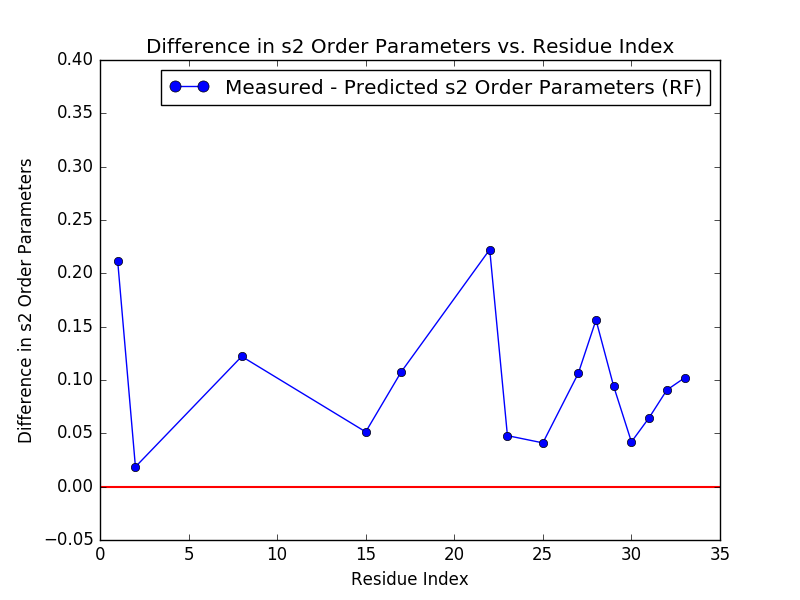 Difference in s2 Order Parameters vs. Residue Index
Measured - Predicted s2 Order Parameters (RF)
Difference in s2 Order Parameters
0.40
0.35
0.30
0.25
0.20
0.15
0.10
0.05
0.00
−0.05
0 5 10 15 20 25 30 35
Residue Index